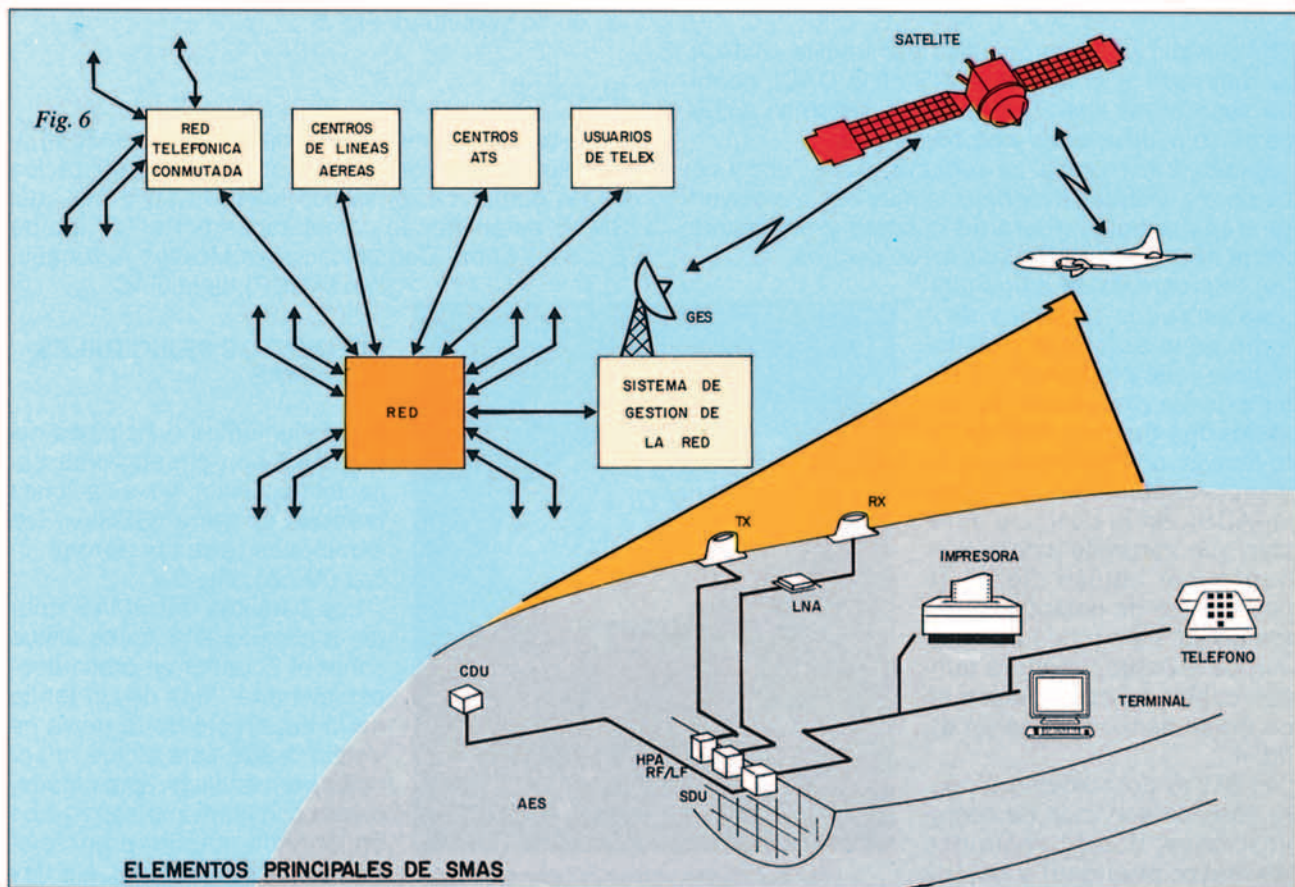 Fig. 6
RED
TELEFONICA
CONMUTADA
CENTROS
DE LINEAS
AEREAS
CENTROS
ATS
USUARIOS
DE TELEX
SATELITE
GES
RED
SISTEMA DE
GESTION DE
LA RED
TX
RX
LNA
IMPRESORA
TELEFONO
CDU
TERMINAL
HPA
RF/LF
SDU
AES
ELEMENTOS PRINCIPALES DE SMAS